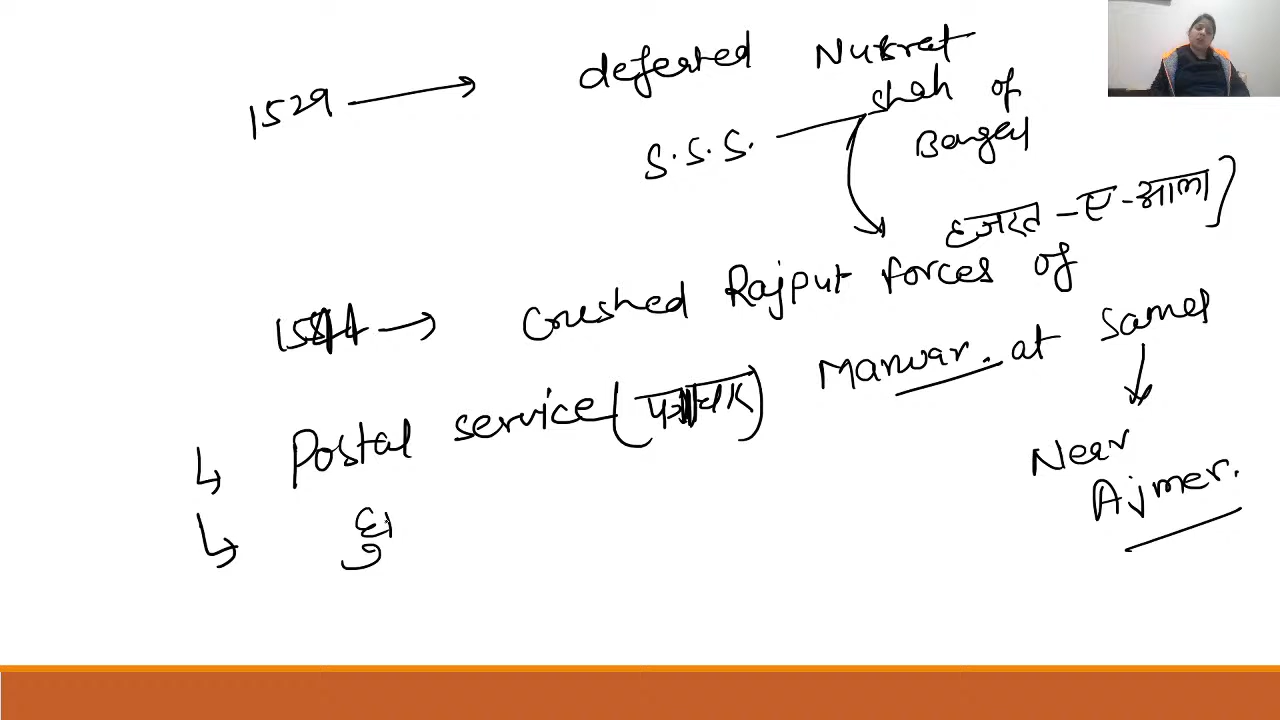 1529 → defeated Nusrat
Shah of
Bengal
S.S.S.
हजरत-ए-आला]
1544 → Crushed Rajput forces of
Marwar. at Samel
↓
Near
Ajmer.
↳ Postal service
↳